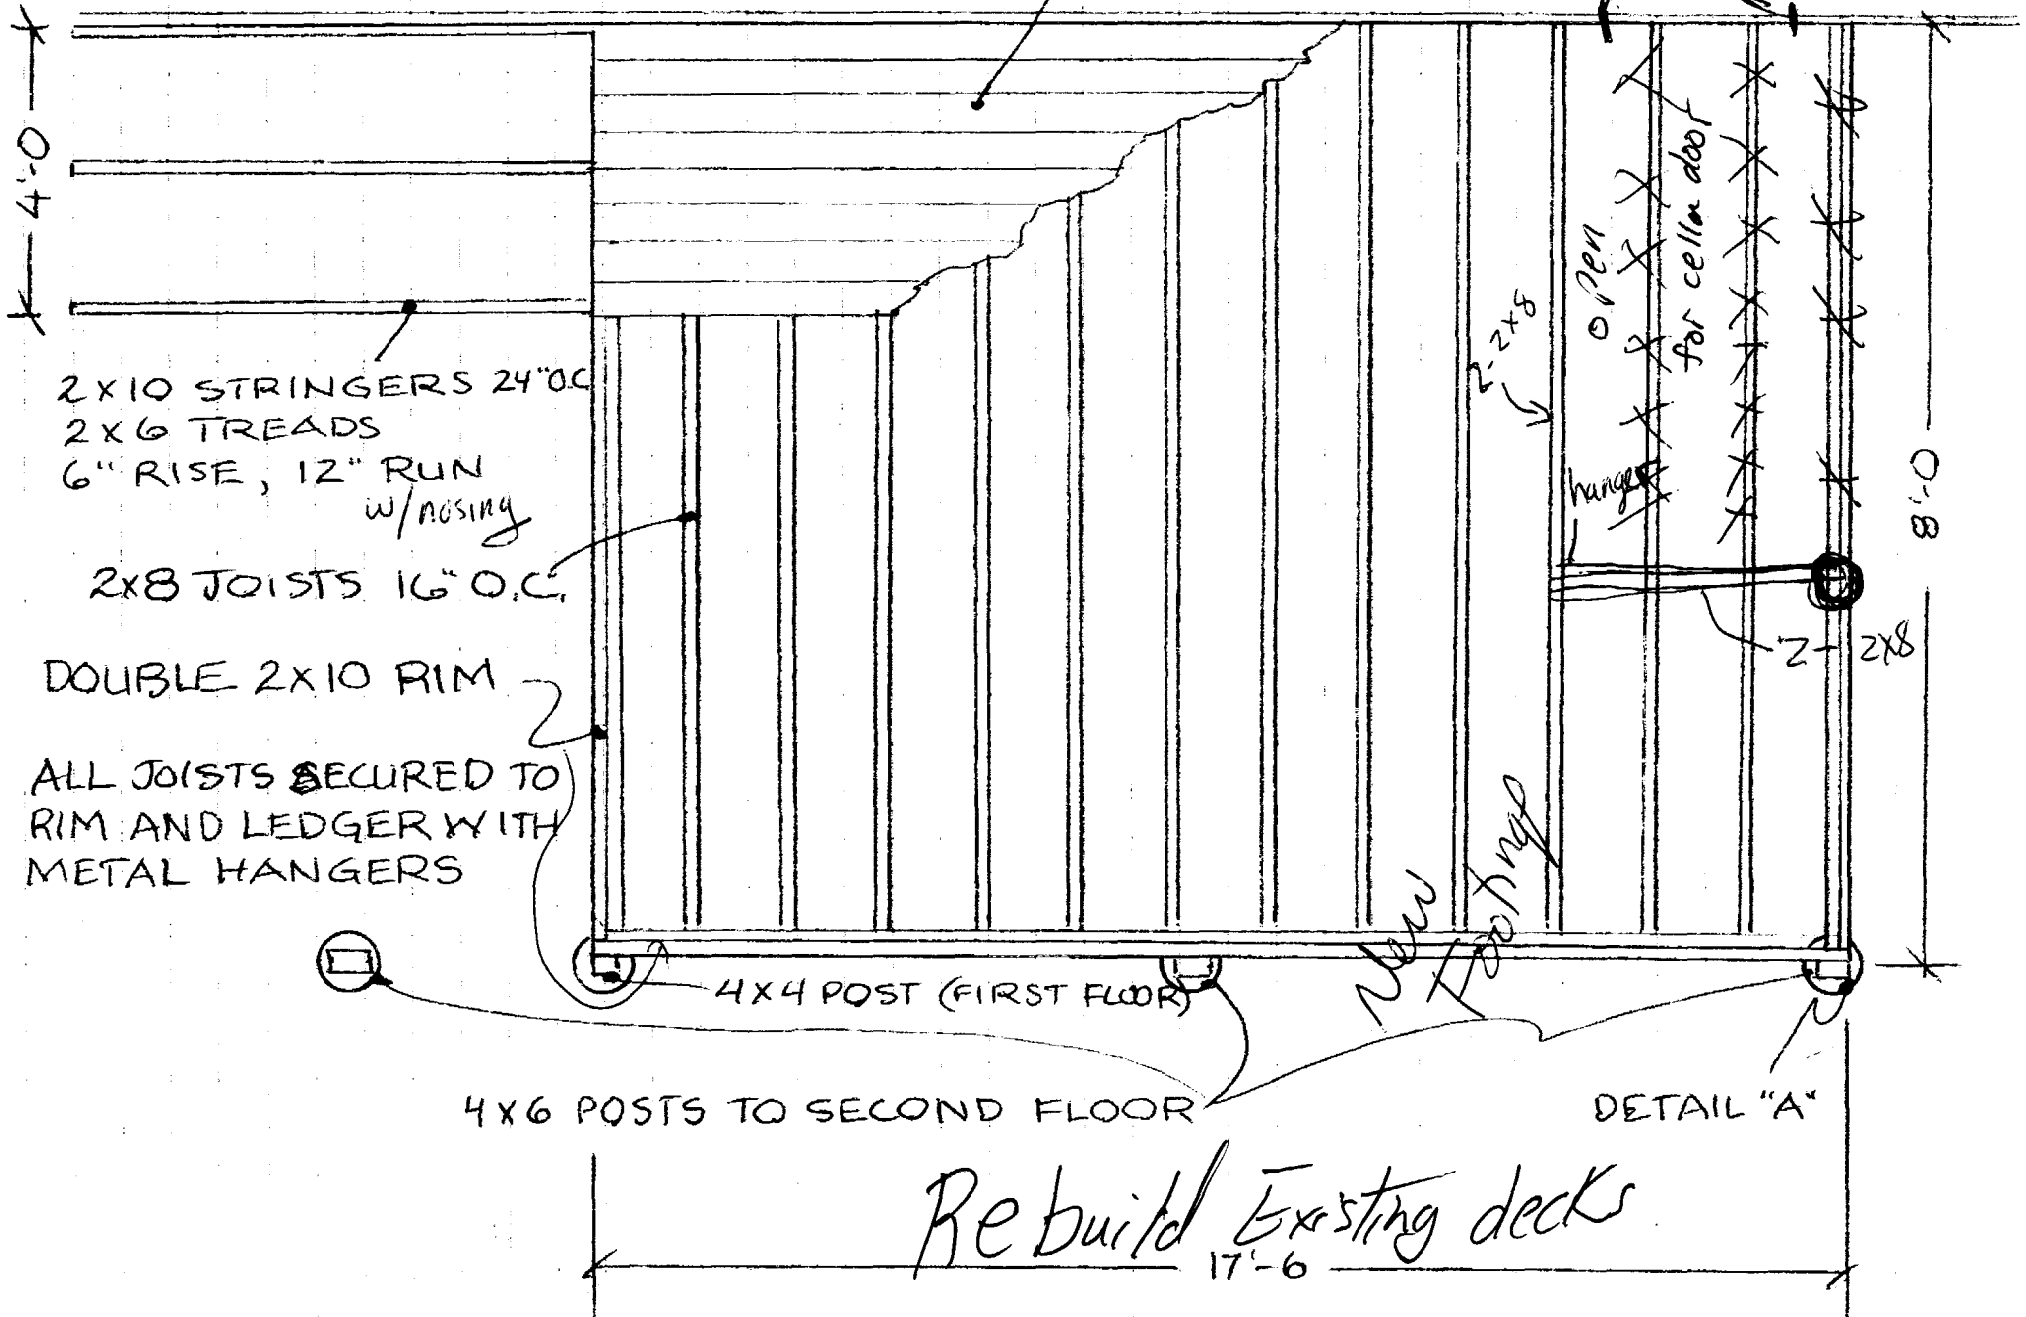 4'-0
2X10 STRINGERS 24"O.C
2X6 TREADS
6" RISE, 12" RUN
w/nosing
2X8 JOISTS 16" O.C.
DOUBLE 2X10 RIM
ALL JOISTS SECURED TO
RIM AND LEDGER WITH
METAL HANGERS
2-2x8
open
for cellar door
hanger
8'-0
2-2x8
New
Footings
4X4 POST (FIRST FLOOR)
4X6 POSTS TO SECOND FLOOR
DETAIL "A"
Rebuild Existing decks
17'-6